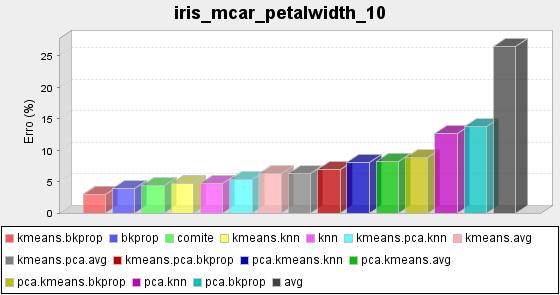 iris_mcar_petalwidth_10
Erro (%)
25
20
15
10
5
0
kmeans.bkprop bkprop comite kmeans.knn knn kmeans.pca.knn kmeans.avg
kmeans.pca.avg kmeans.pca.bkprop pca.kmeans.knn pca.kmeans.avg
pca.kmeans.bkprop pca.knn pca.bkprop avg